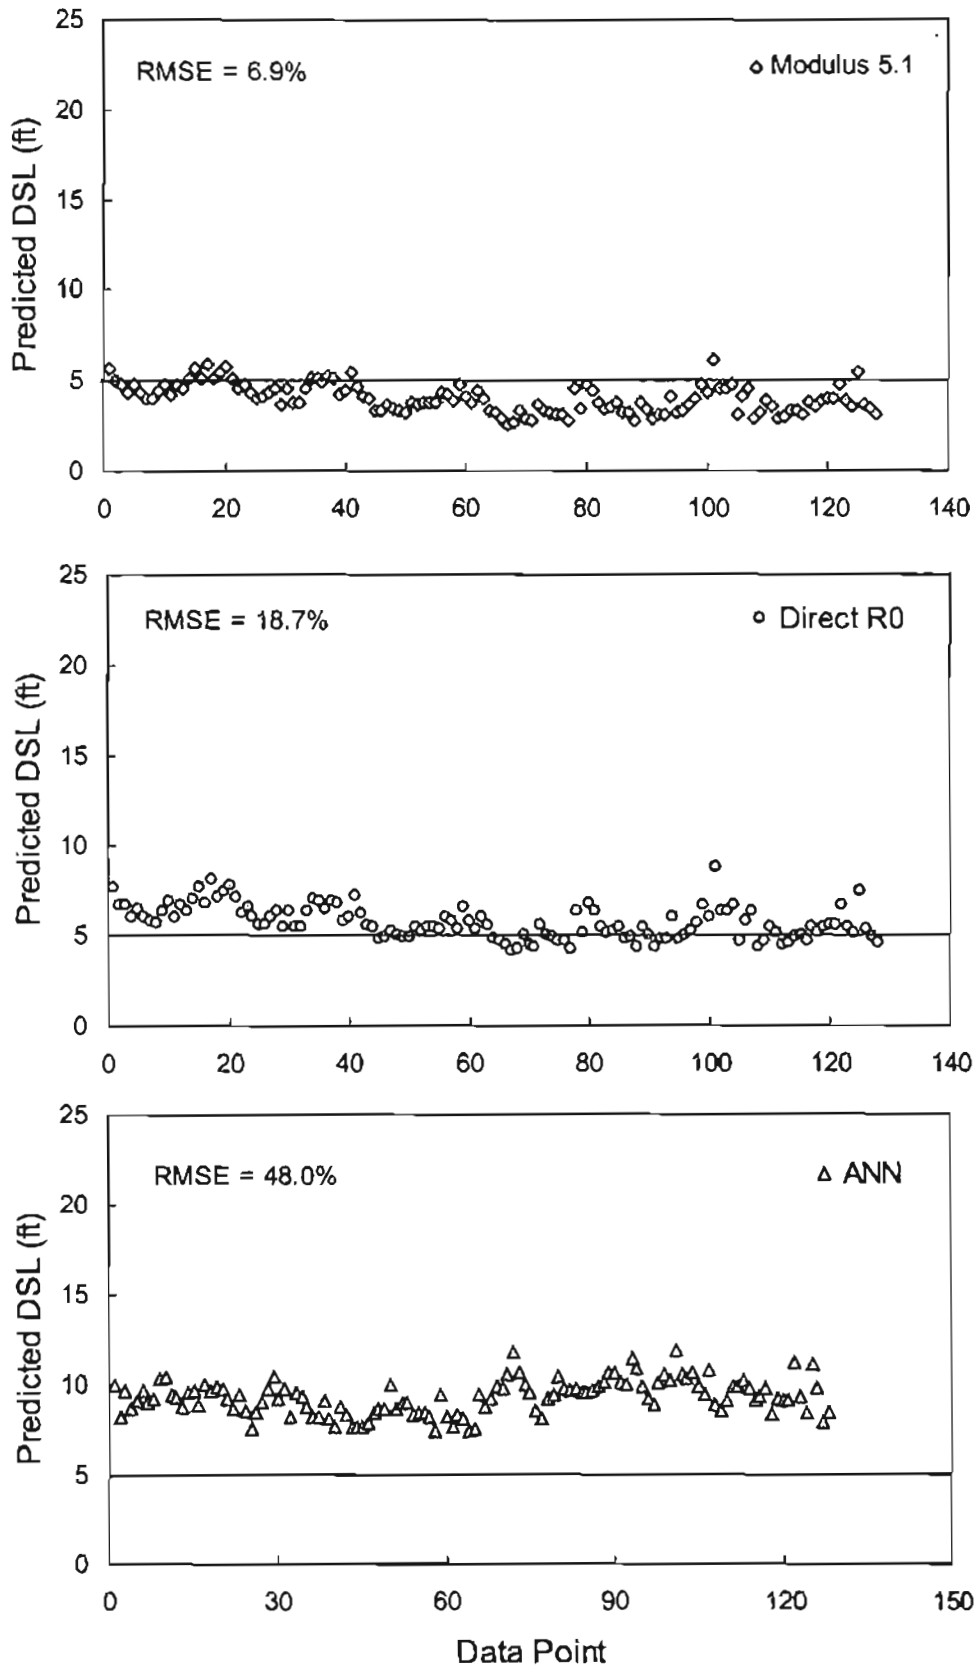 25
RMSE = 6.9%
Modulus 5.1
20
15
10
5
0
Predicted DSL (ft)
0 20 40 60 80 100 120 140
25
RMSE = 18.7%
Direct R0
20
15
10
5
0
Predicted DSL (ft)
0 20 40 60 80 100 120 140
25
RMSE = 48.0%
ANN
20
15
10
5
0
Predicted DSL (ft)
0 30 60 90 120 150
Data Point